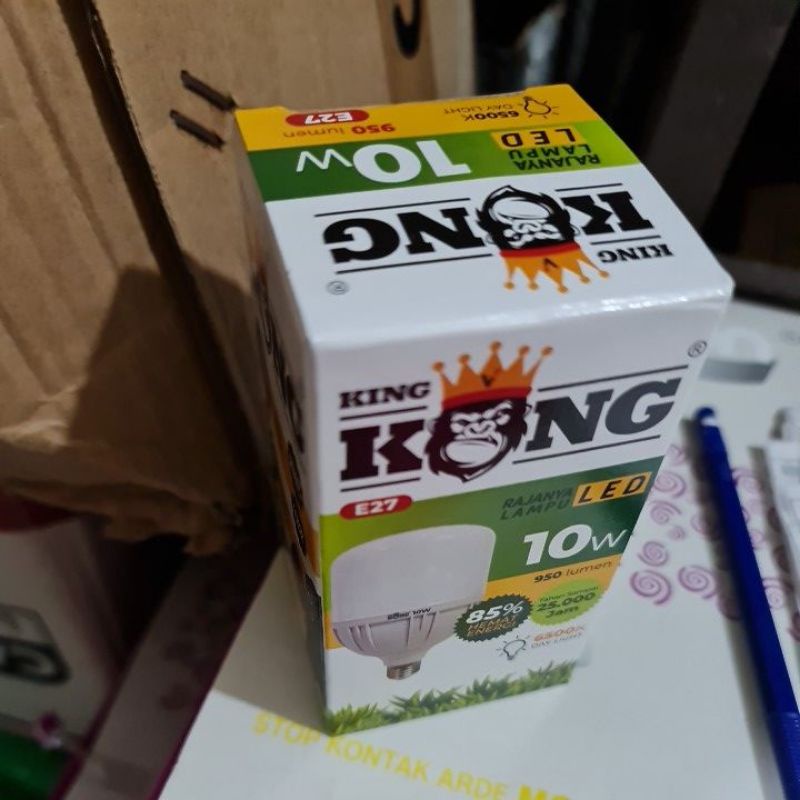 E27
950 lumen
6500K
DAY LIGHT
10W
RAJANYA
LAMPU
LED
KING
KONG
®
KING
KONG
®
E27
RAJANYA
LAMPU LED
10W
950 lumen
85%
HEMAT
ENERGI
25.000
Jam
6500K
DAY LIGHT
STOP KONTAK ARDE